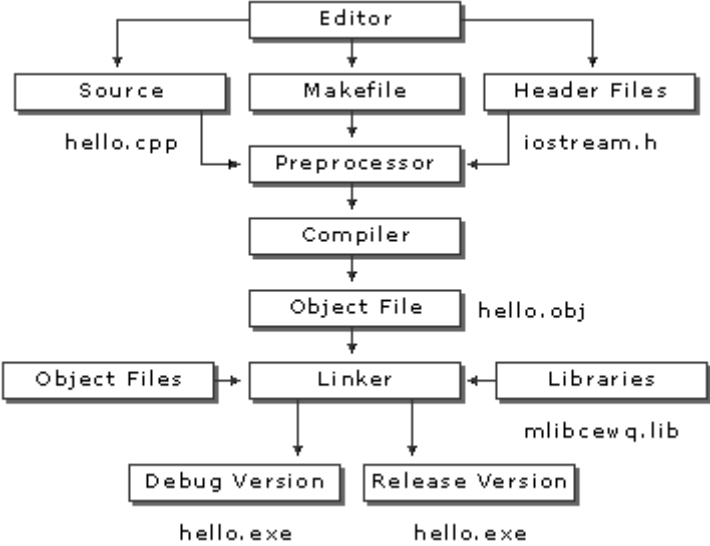 Editor
Source
Makefile
Header Files
hello.cpp
iostream.h
Preprocessor
Compiler
Object File
hello.obj
Object Files
Linker
Libraries
mlibcewq.lib
Debug Version
Release Version
hello.exe
hello.exe